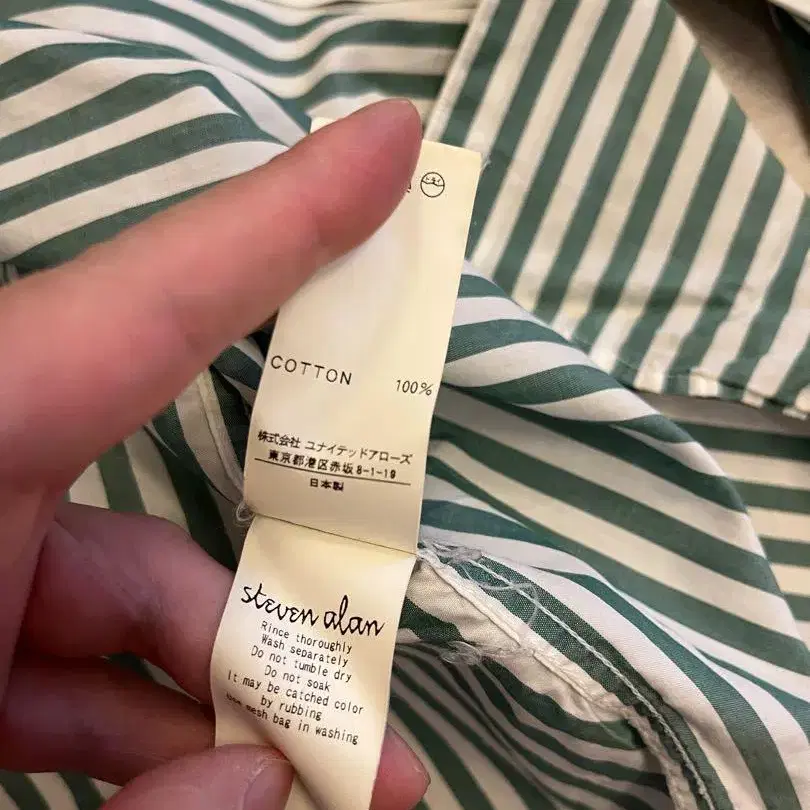 COTTON 100%
株式会社 ユナイテッドアローズ
東京都港区赤坂8-1-19
日本製
steven alan
Rince thoroughly
Wash separately
Do not tumble dry
Do not soak
It may be catched color
by rubbing
Use mesh bag in washing